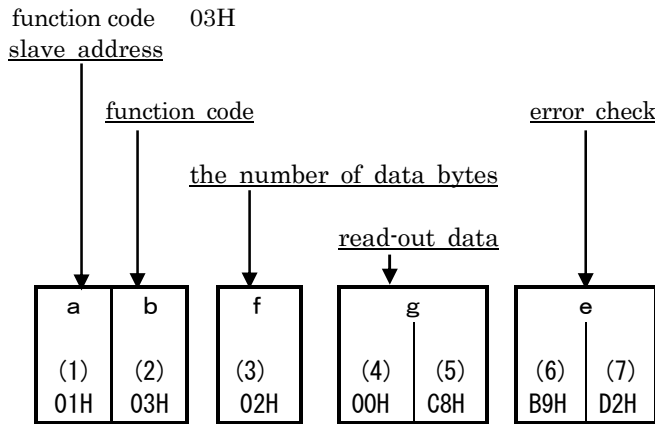 function code 03H
slave address
function code error check
the number of data bytes
read-out data
a b f g e
(1) (2) (3) (4) (5) (6) (7)
01H 03H 02H 00H C8H B9H D2H